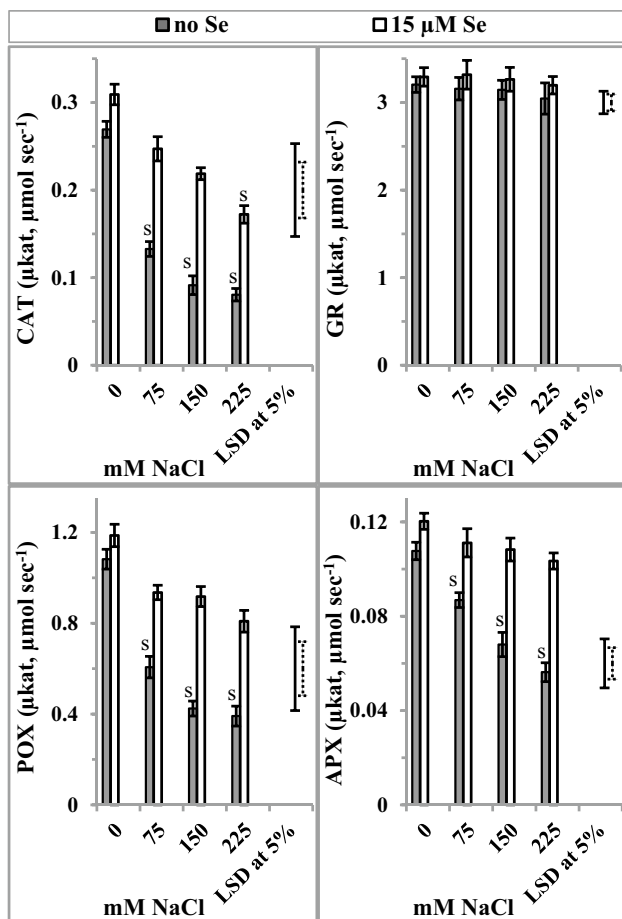 no Se 15 µM Se
CAT (µkat, µmol sec⁻¹)
0.3
0.2
0.1
0
s
s
s
0
75
150
225
LSD at 5%
mM NaCl
GR (µkat, µmol sec⁻¹)
3
2
1
0
0
75
150
225
LSD at 5%
mM NaCl
POX (µkat, µmol sec⁻¹)
1.2
0.8
0.4
0
s
s
s
0
75
150
225
LSD at 5%
mM NaCl
APX (µkat, µmol sec⁻¹)
0.12
0.08
0.04
0
s
s
s
0
75
150
225
LSD at 5%
mM NaCl